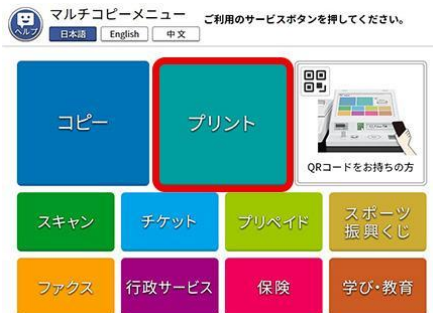 マルチコピーメニュー
ご利用のサービスボタンを押してください。
ヘルプ
日本語 English 中文
コピー
プリント
QRコードをお持ちの方
スキャン
チケット
プリペイド
スポーツ
振興くじ
ファクス
行政サービス
保険
学び・教育